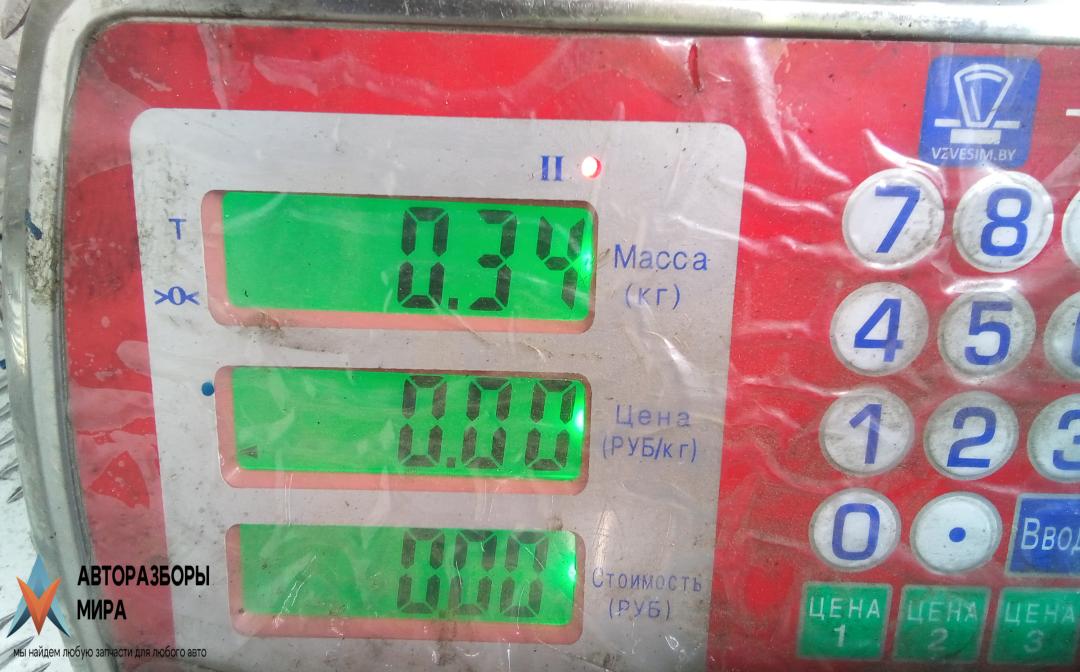 VZVESIM.BY
II
T
0.34
Масса
(кг)
>0<
7 8
4 5
0.00
Цена
(РУБ/кг)
1 2 3
0.00
Стоимость
(РУБ)
0 .
Ввод
ЦЕНА 1
ЦЕНА 2
ЦЕНА 3
АВТОРАЗБОРЫ
МИРА
мы найдем любую запчасти для любого авто